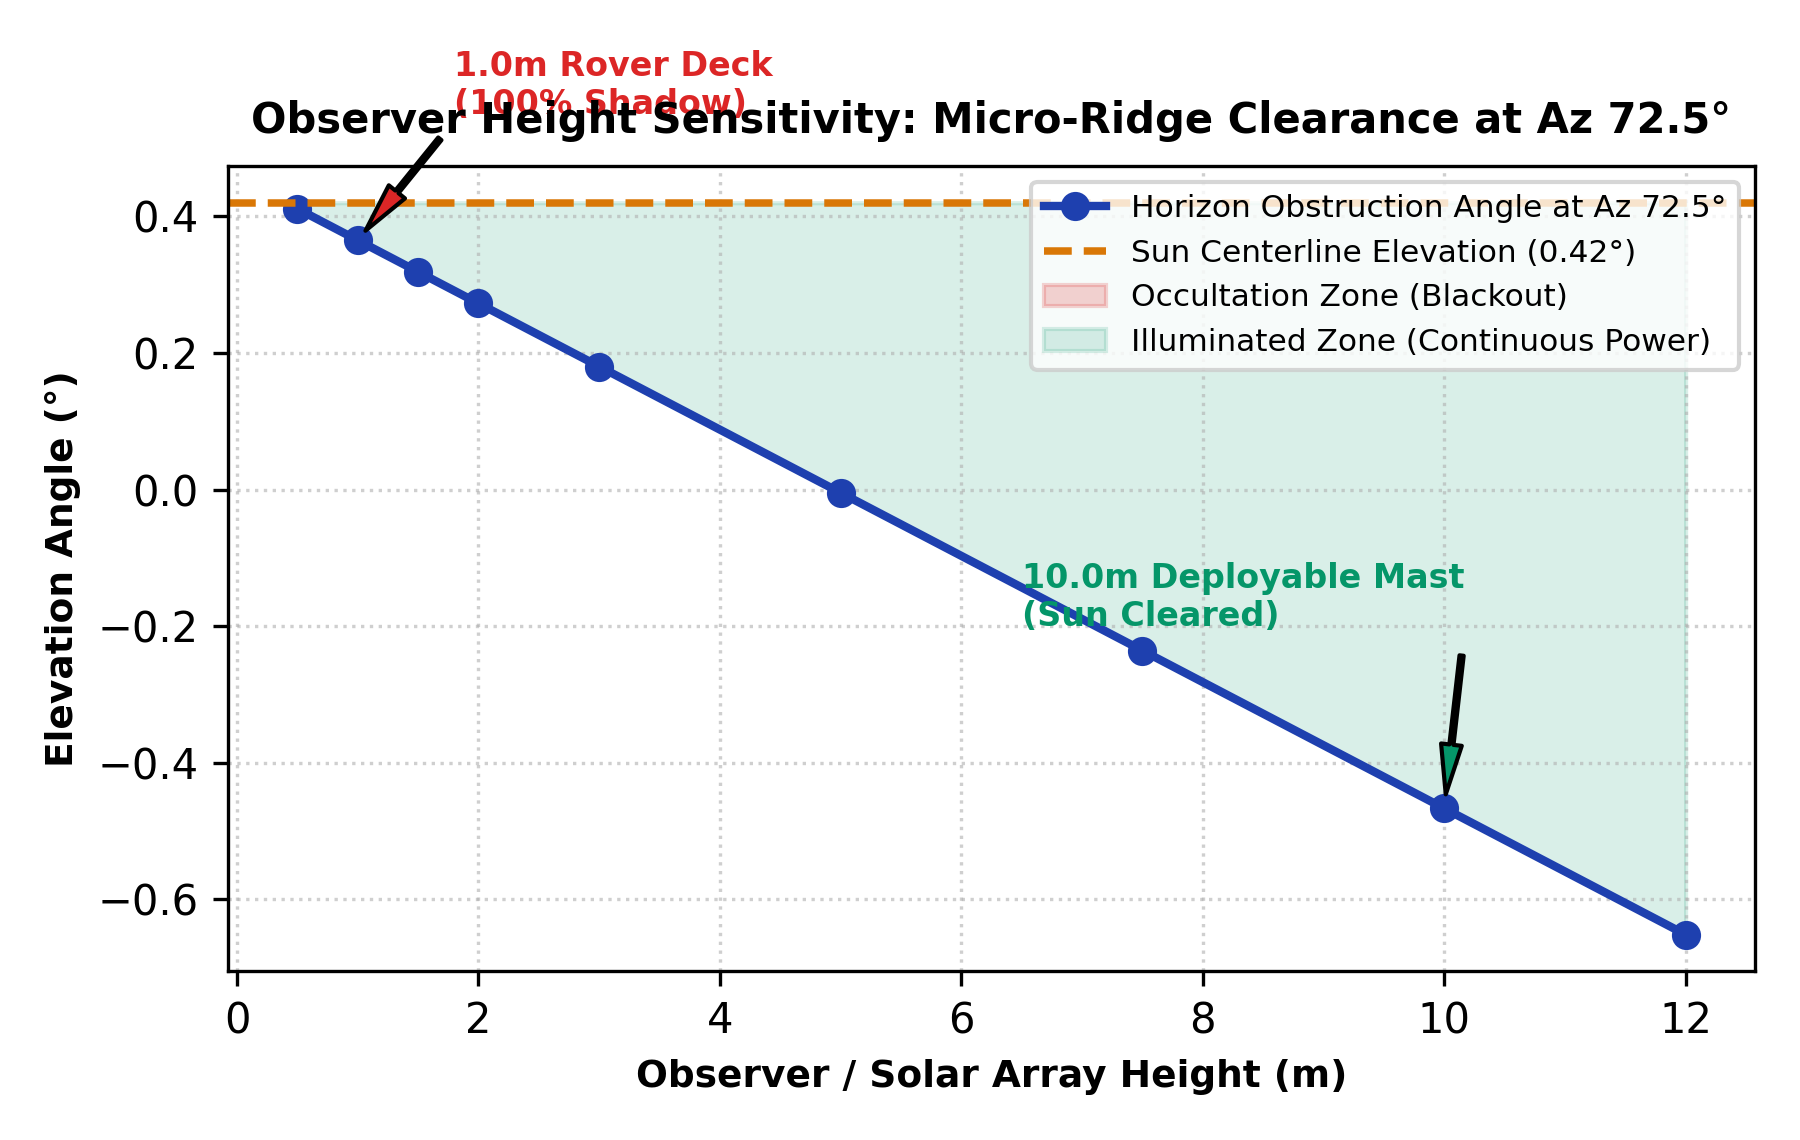 1.0m Rover Deck
(100% Shadow)
Observer Height Sensitivity: Micro-Ridge Clearance at Az 72.5°
Horizon Obstruction Angle at Az 72.5°
Sun Centerline Elevation (0.42°)
Occultation Zone (Blackout)
Illuminated Zone (Continuous Power)
Elevation Angle (°)
0.4
0.2
0.0
−0.2
−0.4
−0.6
10.0m Deployable Mast
(Sun Cleared)
0 2 4 6 8 10 12
Observer / Solar Array Height (m)